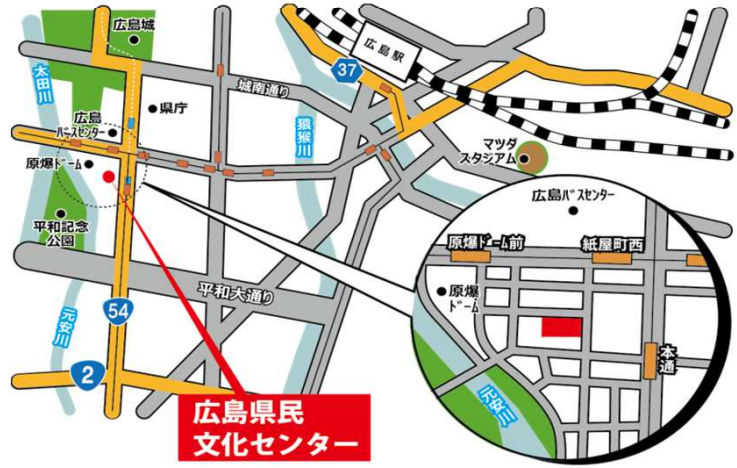 広島城
広島駅
37
太田川
城南通り
県庁
猿猴川
広島
バスセンター
マツダ
スタジアム
原爆ドーム
平和記念
公園
平和大通り
54
元安川
2
広島県民
文化センター
広島バスセンター
原爆ドーム前
紙屋町西
原爆
ドーム
本通
元安川